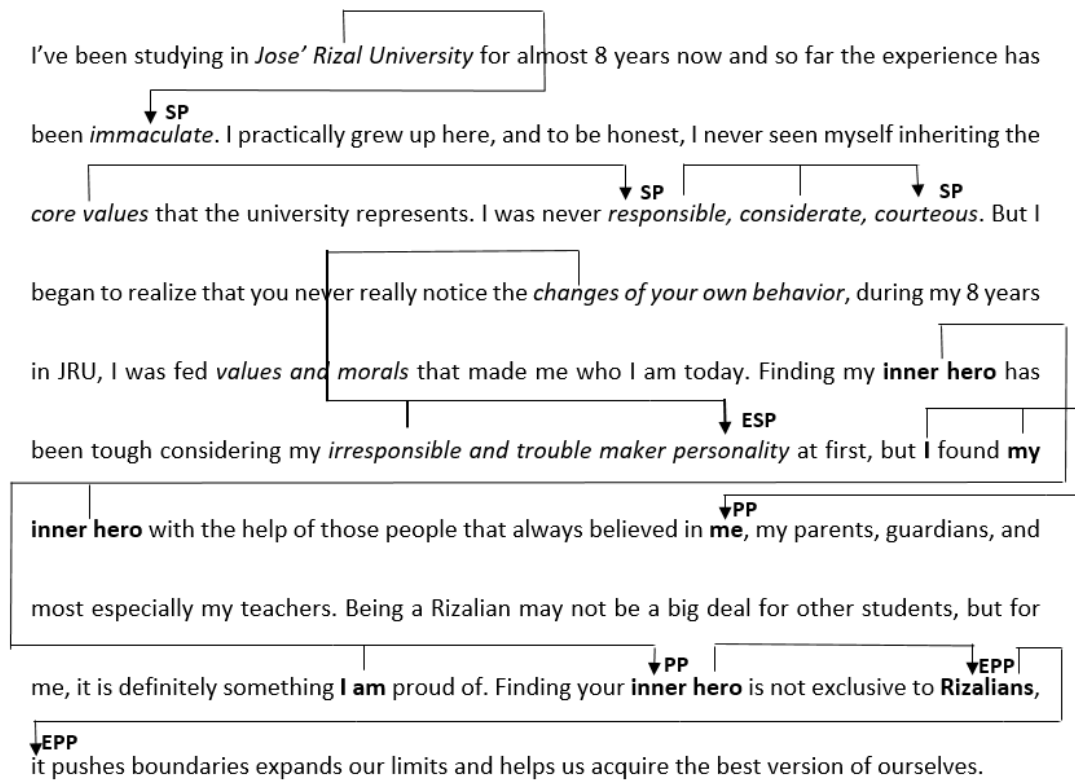 I've been studying in Jose' Rizal University for almost 8 years now and so far the experience has
SP
been immaculate. I practically grew up here, and to be honest, I never seen myself inheriting the
SP SP
core values that the university represents. I was never responsible, considerate, courteous. But I
began to realize that you never really notice the changes of your own behavior, during my 8 years
in JRU, I was fed values and morals that made me who I am today. Finding my inner hero has
ESP
been tough considering my irresponsible and trouble maker personality at first, but I found my
PP
inner hero with the help of those people that always believed in me, my parents, guardians, and
most especially my teachers. Being a Rizalian may not be a big deal for other students, but for
PP EPP
me, it is definitely something I am proud of. Finding your inner hero is not exclusive to Rizalians,
EPP
it pushes boundaries expands our limits and helps us acquire the best version of ourselves.